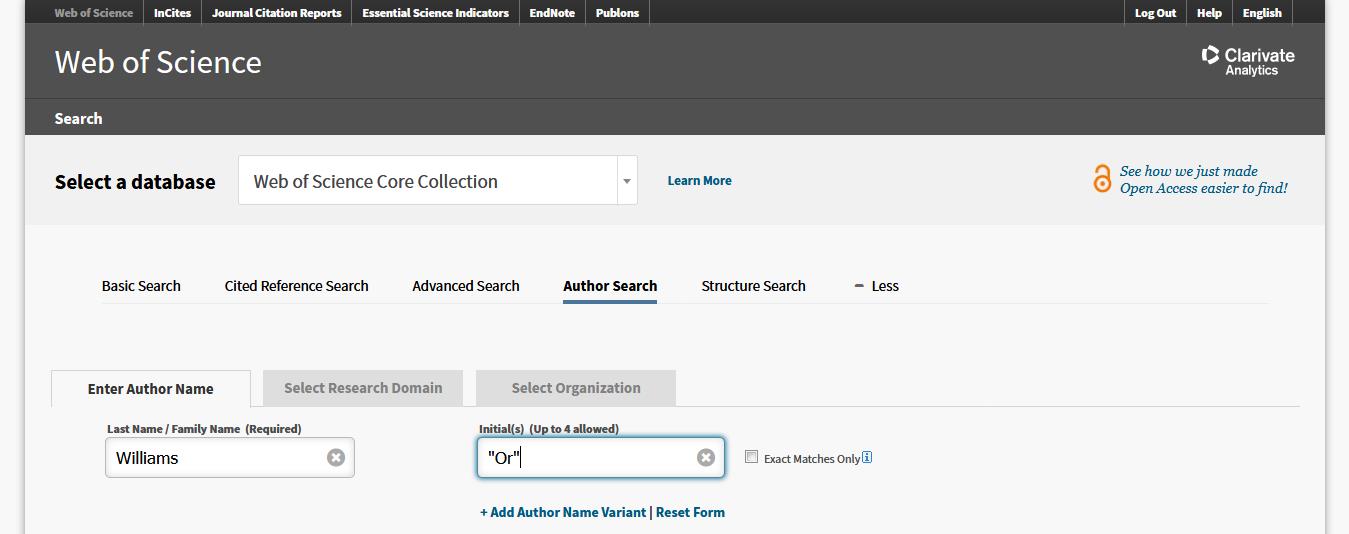 Web of Science InCites Journal Citation Reports Essential Science Indicators EndNote Publons Log Out Help English
Web of Science
Clarivate
Analytics
Search
Select a database Web of Science Core Collection Learn More
See how we just made
Open Access easier to find!
Basic Search Cited Reference Search Advanced Search Author Search Structure Search - Less
Enter Author Name Select Research Domain Select Organization
Last Name / Family Name (Required) Initial(s) (Up to 4 allowed)
Williams "Or" Exact Matches Only i
+ Add Author Name Variant | Reset Form